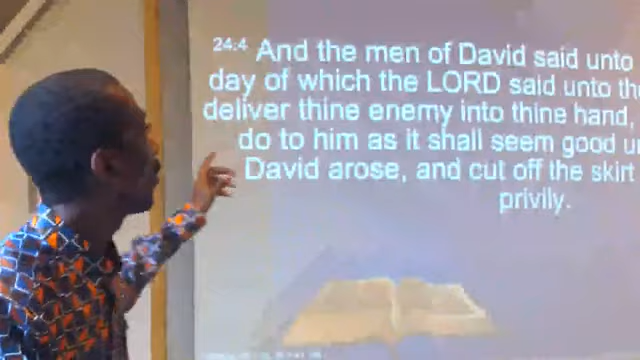 24:4 And the men of David said unto
day of which the LORD said unto
deliver thine enemy into thine hand,
do to him as it shall seem good
David arose, and cut off the skirt
privily.